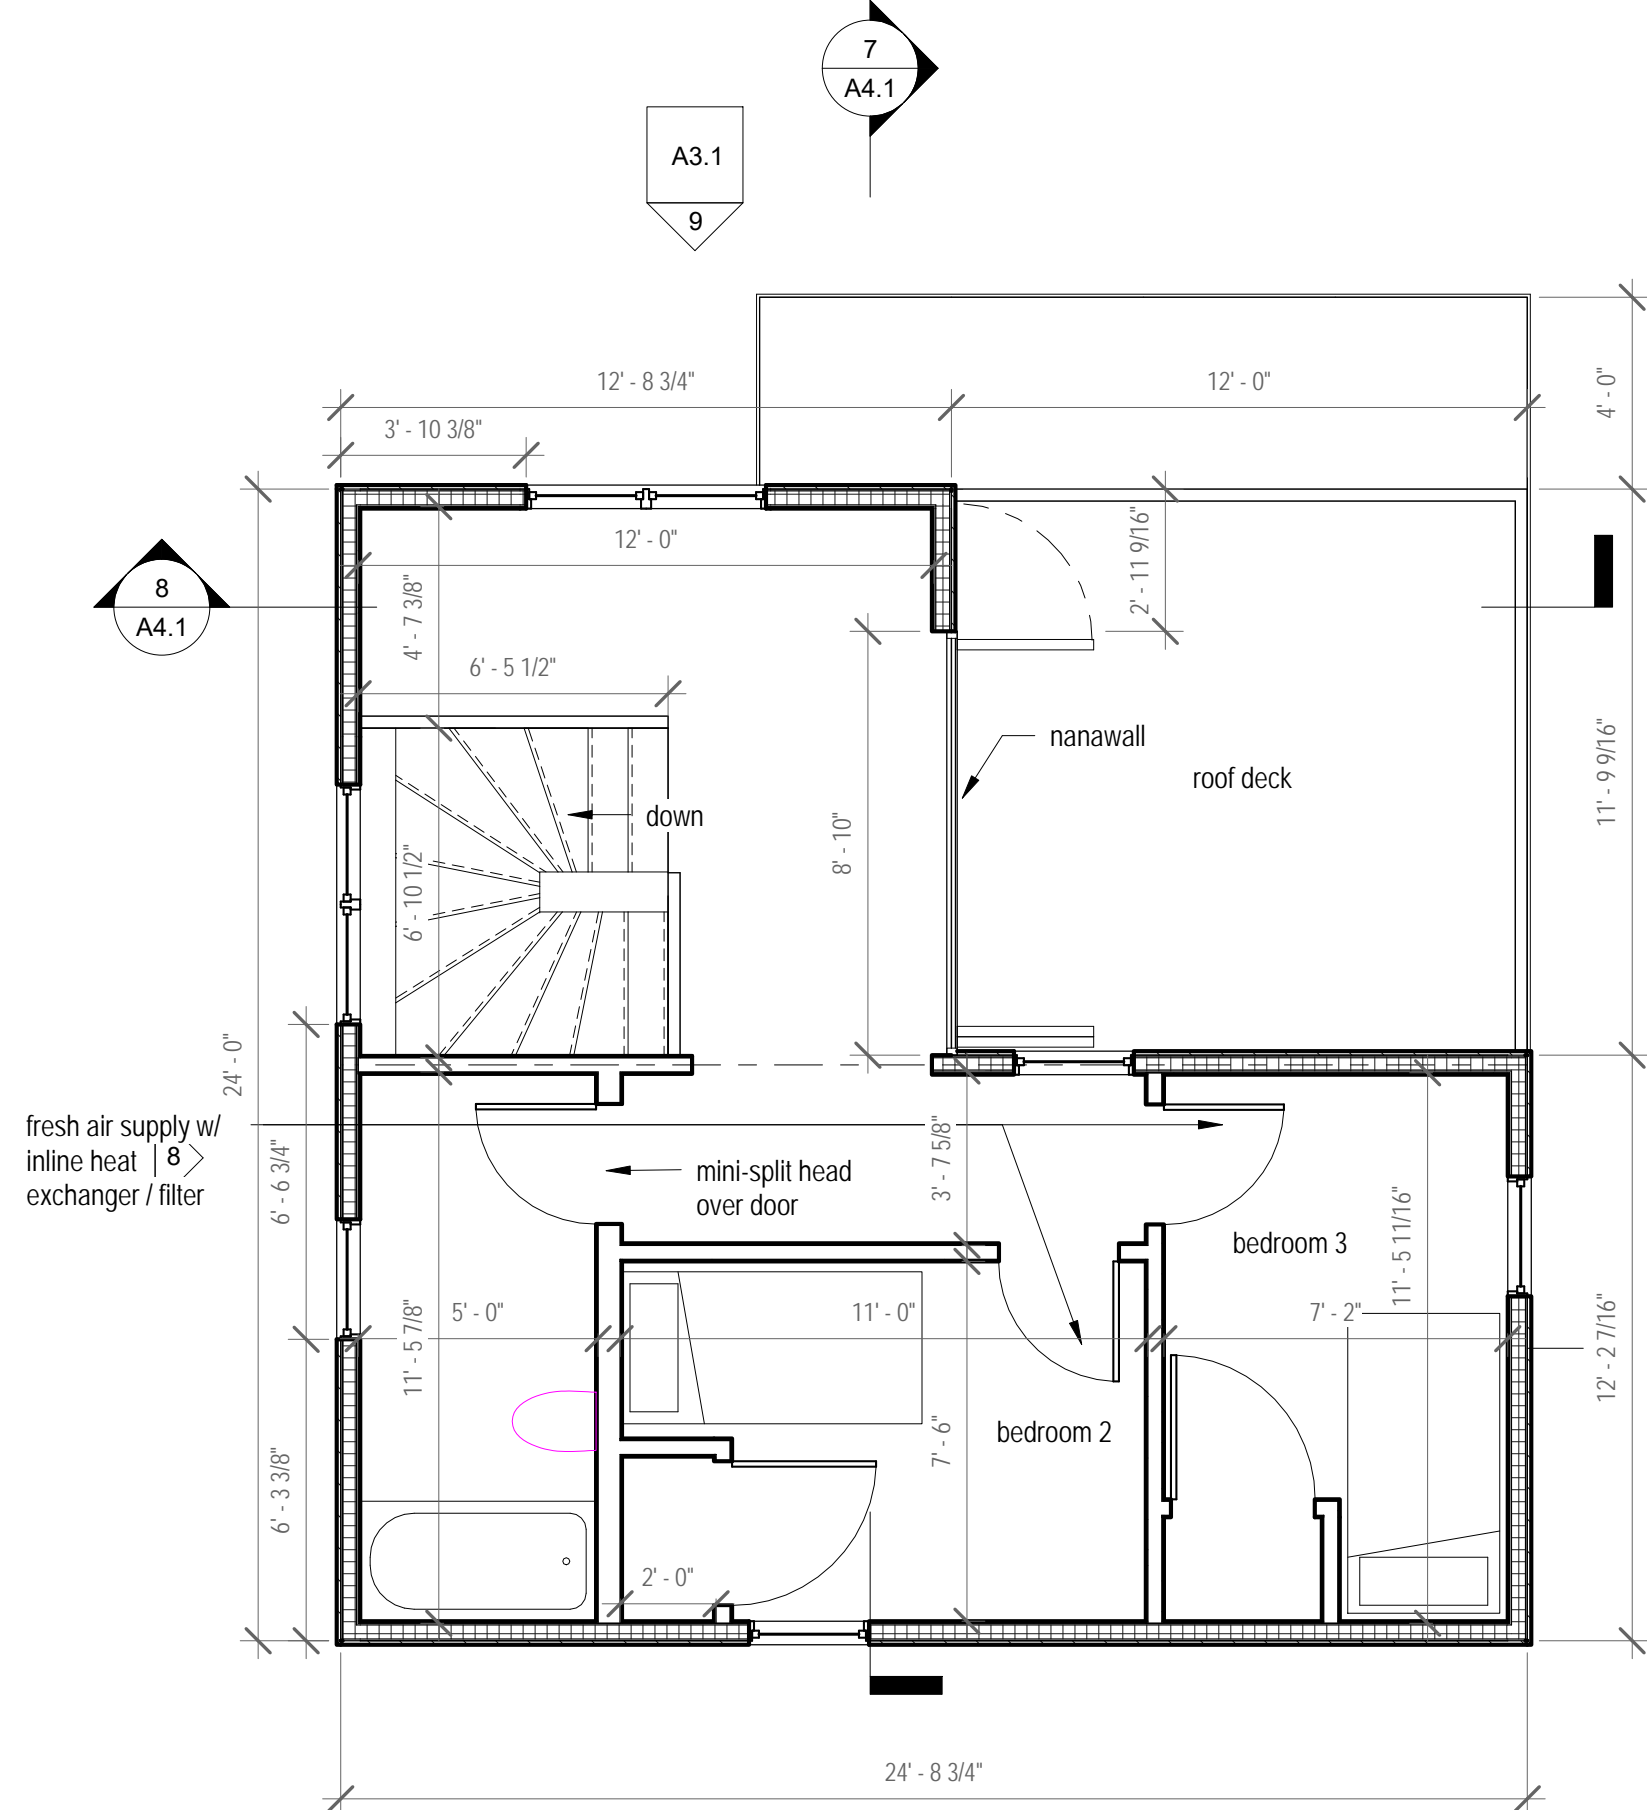 7
A4.1
A3.1
9
12' - 8 3/4"
12' - 0"
4' - 0"
3' - 10 3/8"
12' - 0"
2' - 11 9/16"
8
A4.1
4' - 7 3/8"
6' - 5 1/2"
nanawall
roof deck
11' - 9 9/16"
down
8' - 10"
6' - 10 1/2"
24' - 0"
fresh air supply w/
inline heat 8
exchanger / filter
6' - 6 3/4"
mini-split head
over door
3' - 7 5/8"
bedroom 3
11' - 5 11/16"
5' - 0"
11' - 0"
7' - 2"
11' - 5 7/8"
12' - 2 7/16"
bedroom 2
7' - 6"
6' - 3 3/8"
2' - 0"
24' - 8 3/4"